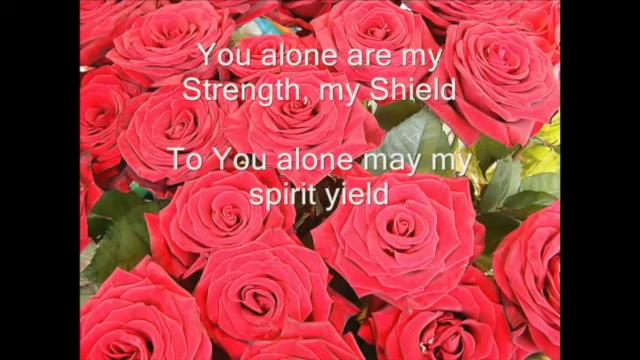 You alone are my
Strength, my Shield
To You alone may my
spirit yield